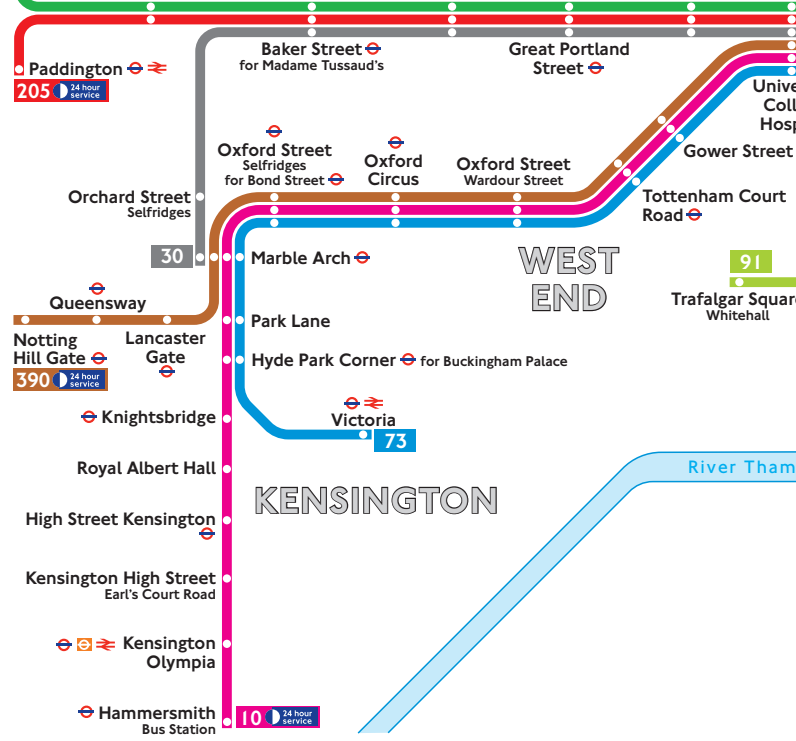 Baker Street
for Madame Tussaud's
Great Portland
Street
Paddington
205 24 hour
service
Unive
Coll
Hosp
Oxford Street
Selfridges
for Bond Street
Oxford
Circus
Oxford Street
Wardour Street
Gower Street
Orchard Street
Selfridges
Tottenham Court
Road
30
Marble Arch
WEST
END
91
Trafalgar Squar
Whitehall
Queensway
Notting
Hill Gate
390 24 hour
service
Lancaster
Gate
Park Lane
Hyde Park Corner for Buckingham Palace
Knightsbridge
Victoria
73
Royal Albert Hall
River Tham
KENSINGTON
High Street Kensington
Kensington High Street
Earl's Court Road
Kensington
Olympia
Hammersmith
Bus Station
10 24 hour
service